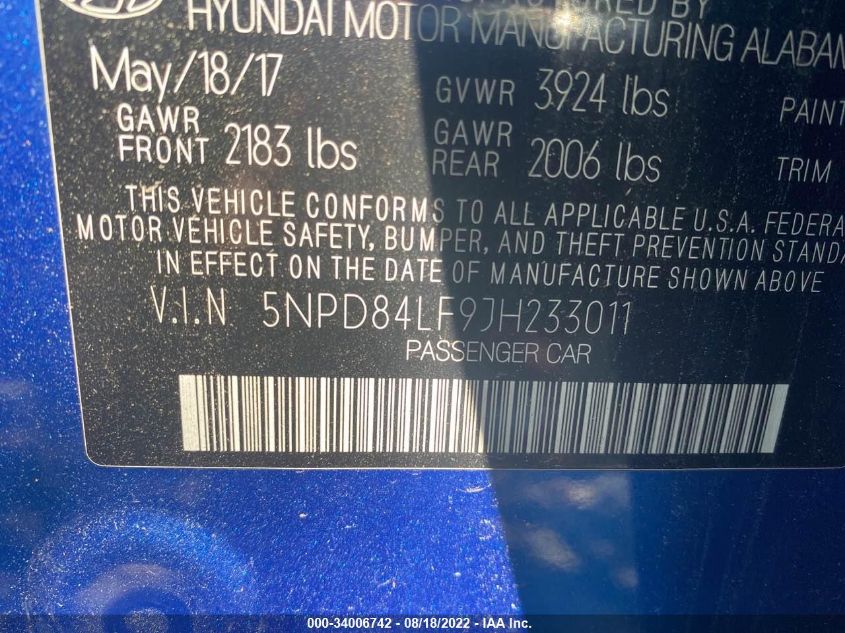 HYUNDAI MOTOR MANUFACTURING ALABAM
May/18/17 GVWR 3924 lbs PAINT
GAWR FRONT 2183 lbs GAWR REAR 2006 lbs TRIM
THIS VEHICLE CONFORMS TO ALL APPLICABLE U.S.A. FEDERA
MOTOR VEHICLE SAFETY, BUMPER, AND THEFT PREVENTION STANDA
IN EFFECT ON THE DATE OF MANUFACTURE SHOWN ABOVE
V.I.N 5NPD84LF9JH233011
PASSENGER CAR
000-34006742 - 08/18/2022 - IAA Inc.